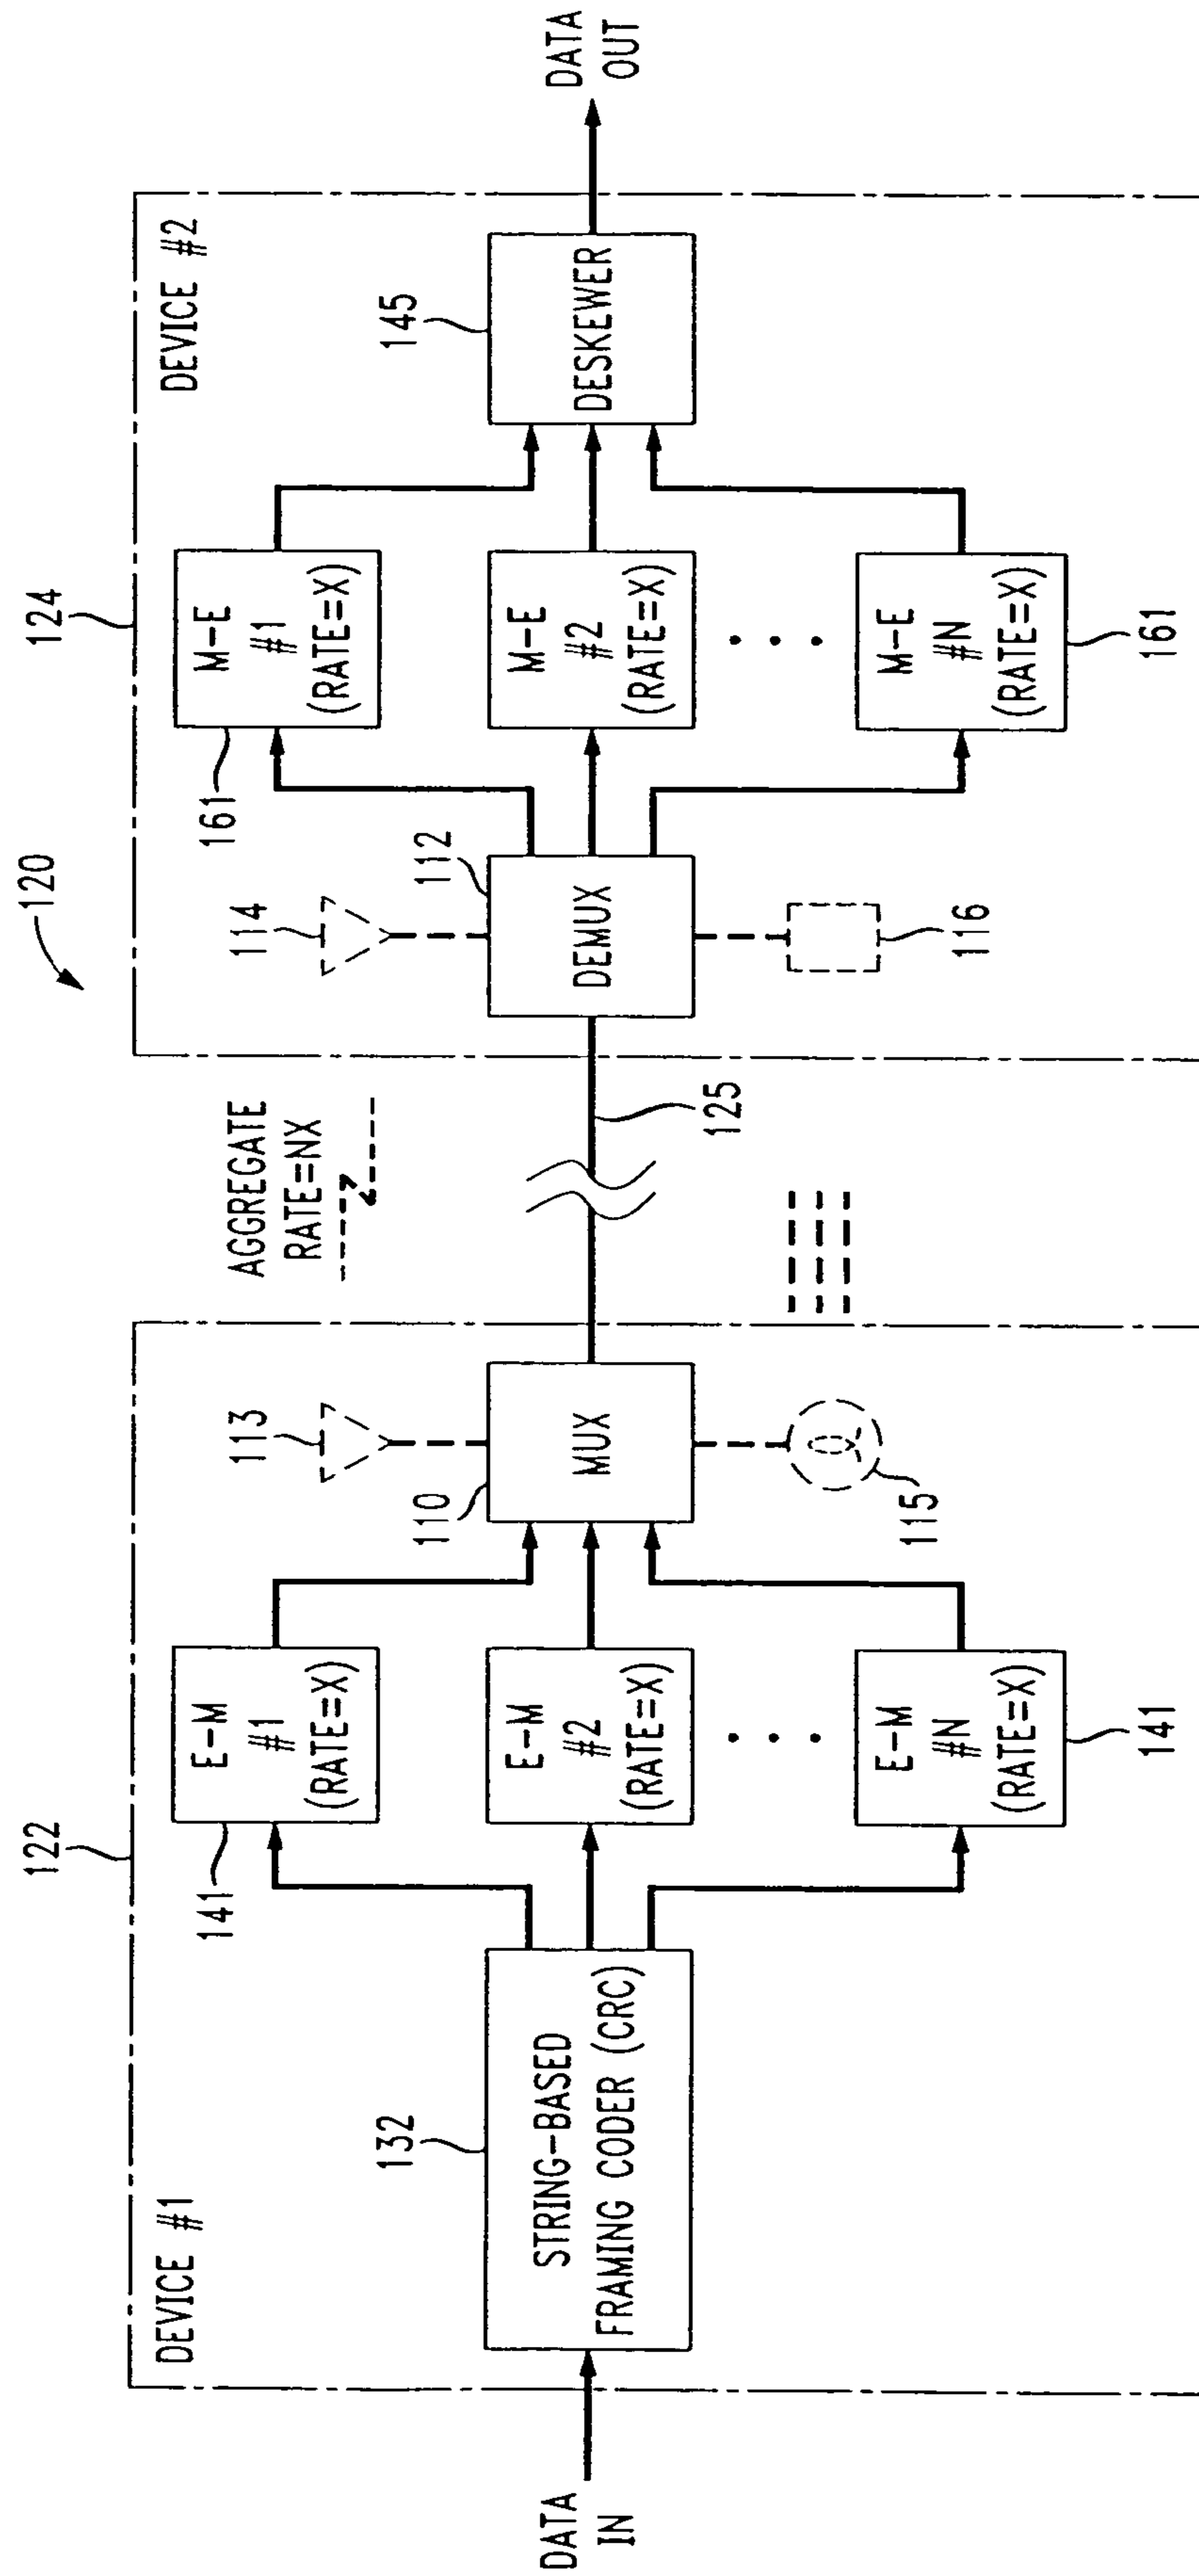 120
122
124
DEVICE #1
DEVICE #2
DATA
IN
132
STRING-BASED
FRAMING CODER (CRC)
141
E-M
#1
(RATE=X)
E-M
#2
(RATE=X)
E-M
#N
(RATE=X)
141
110
MUX
113
115
AGGREGATE
RATE=NX
125
112
DEMUX
114
116
161
M-E
#1
(RATE=X)
M-E
#2
(RATE=X)
M-E
#N
(RATE=X)
161
145
DESKEWER
DATA
OUT